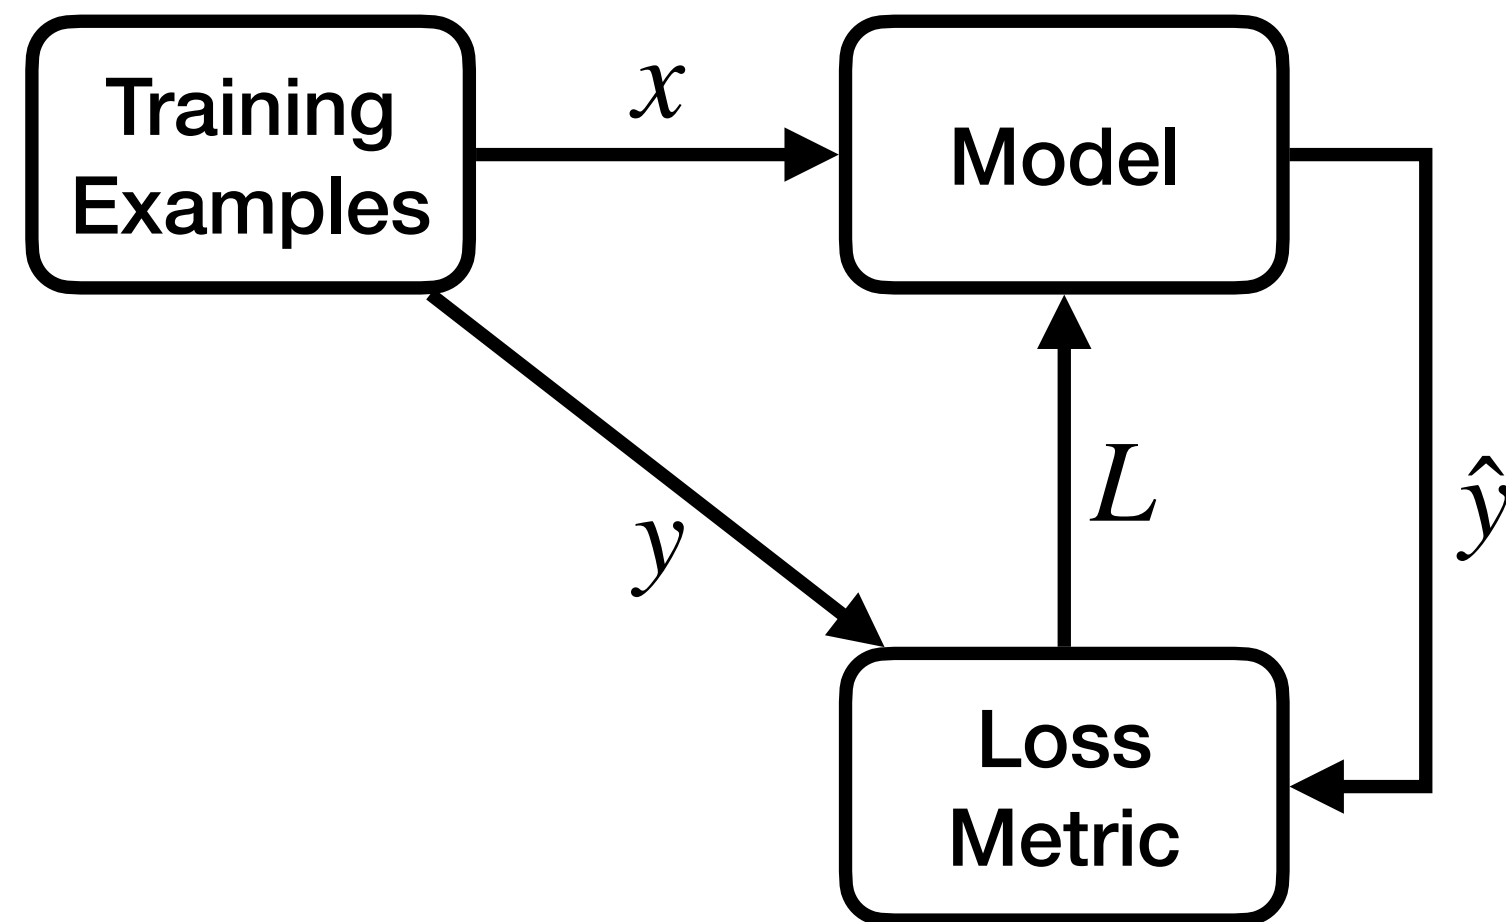 Training
Examples
x
Model
y
L
ŷ
Loss
Metric